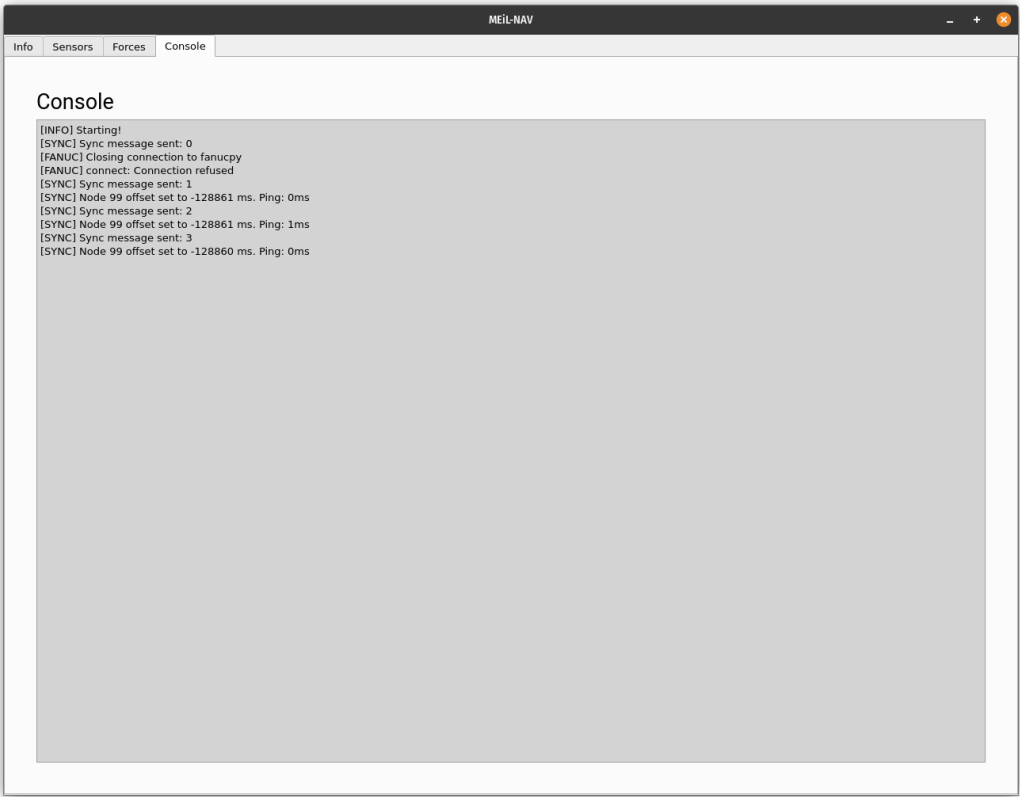 MEiL-NAV
Info Sensors Forces Console
Console
[INFO] Starting!
[SYNC] Sync message sent: 0
[FANUC] Closing connection to fanucpy
[FANUC] connect: Connection refused
[SYNC] Sync message sent: 1
[SYNC] Node 99 offset set to -128861 ms. Ping: 0ms
[SYNC] Sync message sent: 2
[SYNC] Node 99 offset set to -128861 ms. Ping: 1ms
[SYNC] Sync message sent: 3
[SYNC] Node 99 offset set to -128860 ms. Ping: 0ms